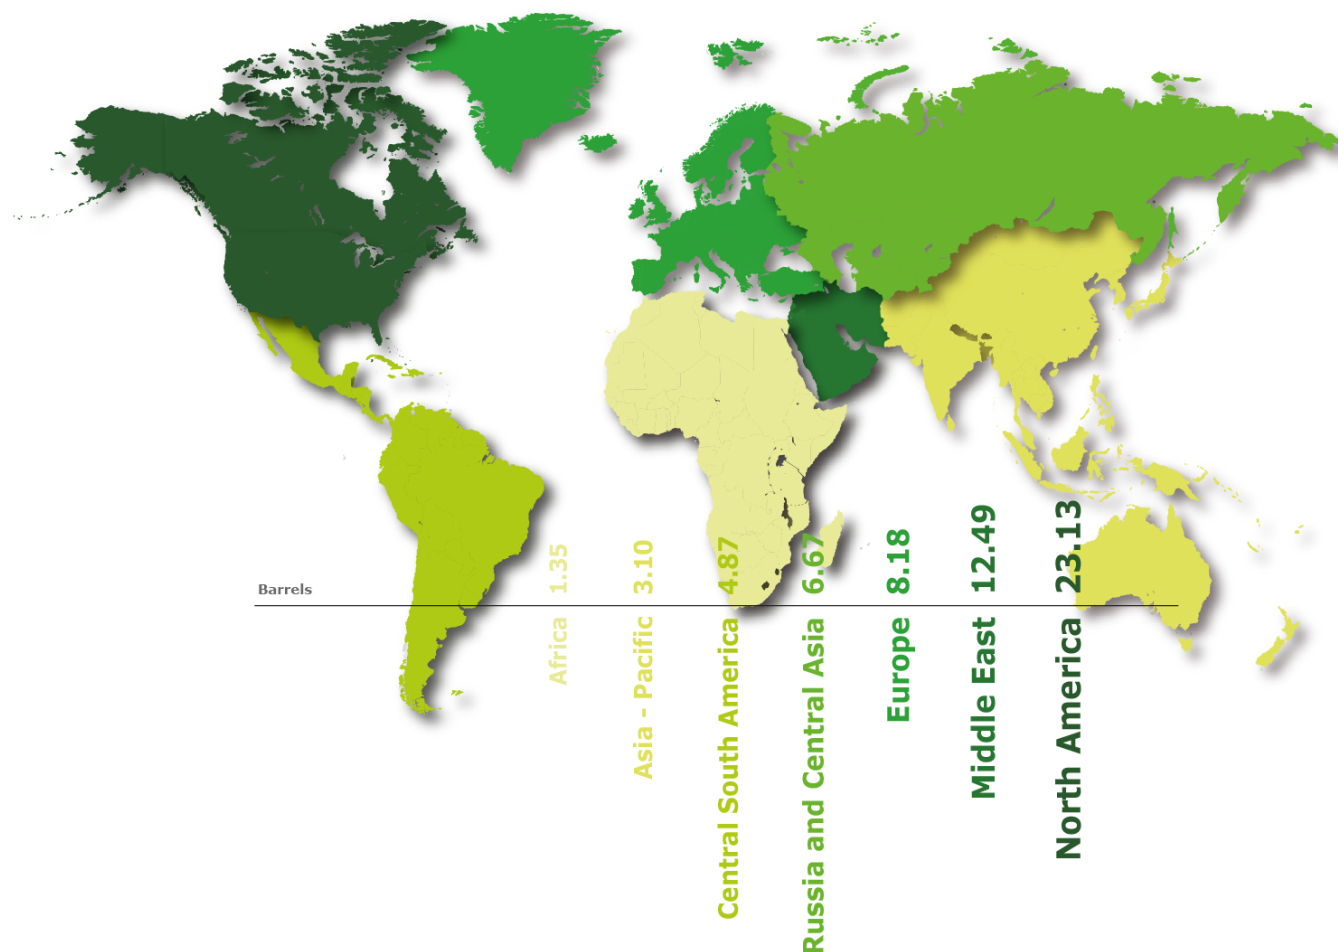 Barrels
Africa 1.35
Asia - Pacific 3.10
Central South America 4.87
Russia and Central Asia 6.67
Europe 8.18
Middle East 12.49
North America 23.13